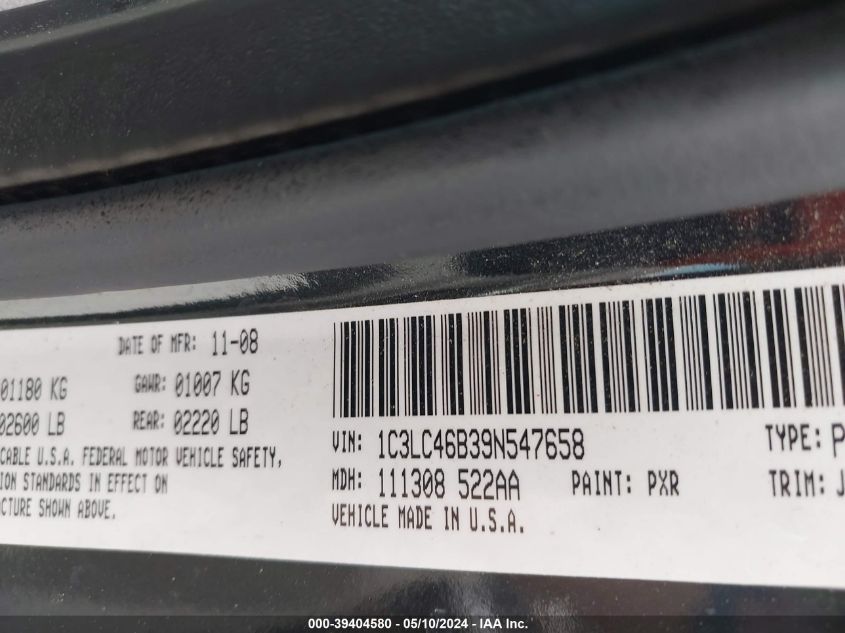 DATE OF MFR: 11-08
01180 KG GAWR: 01007 KG
02600 LB REAR: 02220 LB
CABLE U.S.A. FEDERAL MOTOR VEHICLE SAFETY,
ION STANDARDS IN EFFECT ON
CTURE SHOWN ABOVE.
VIN: 1C3LC46B39N547658 TYPE: P
MDH: 111308 522AA PAINT: PXR TRIM: J
VEHICLE MADE IN U.S.A.
000-39404580 - 05/10/2024 - IAA Inc.